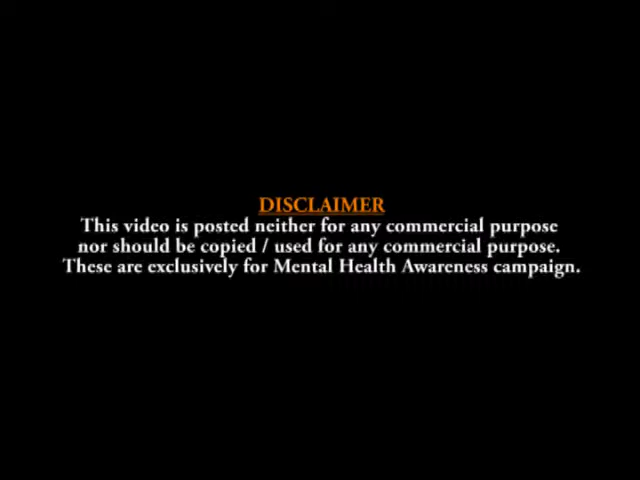 DISCLAIMER
This video is posted neither for any commercial purpose
nor should be copied / used for any commercial purpose.
These are exclusively for Mental Health Awareness campaign.